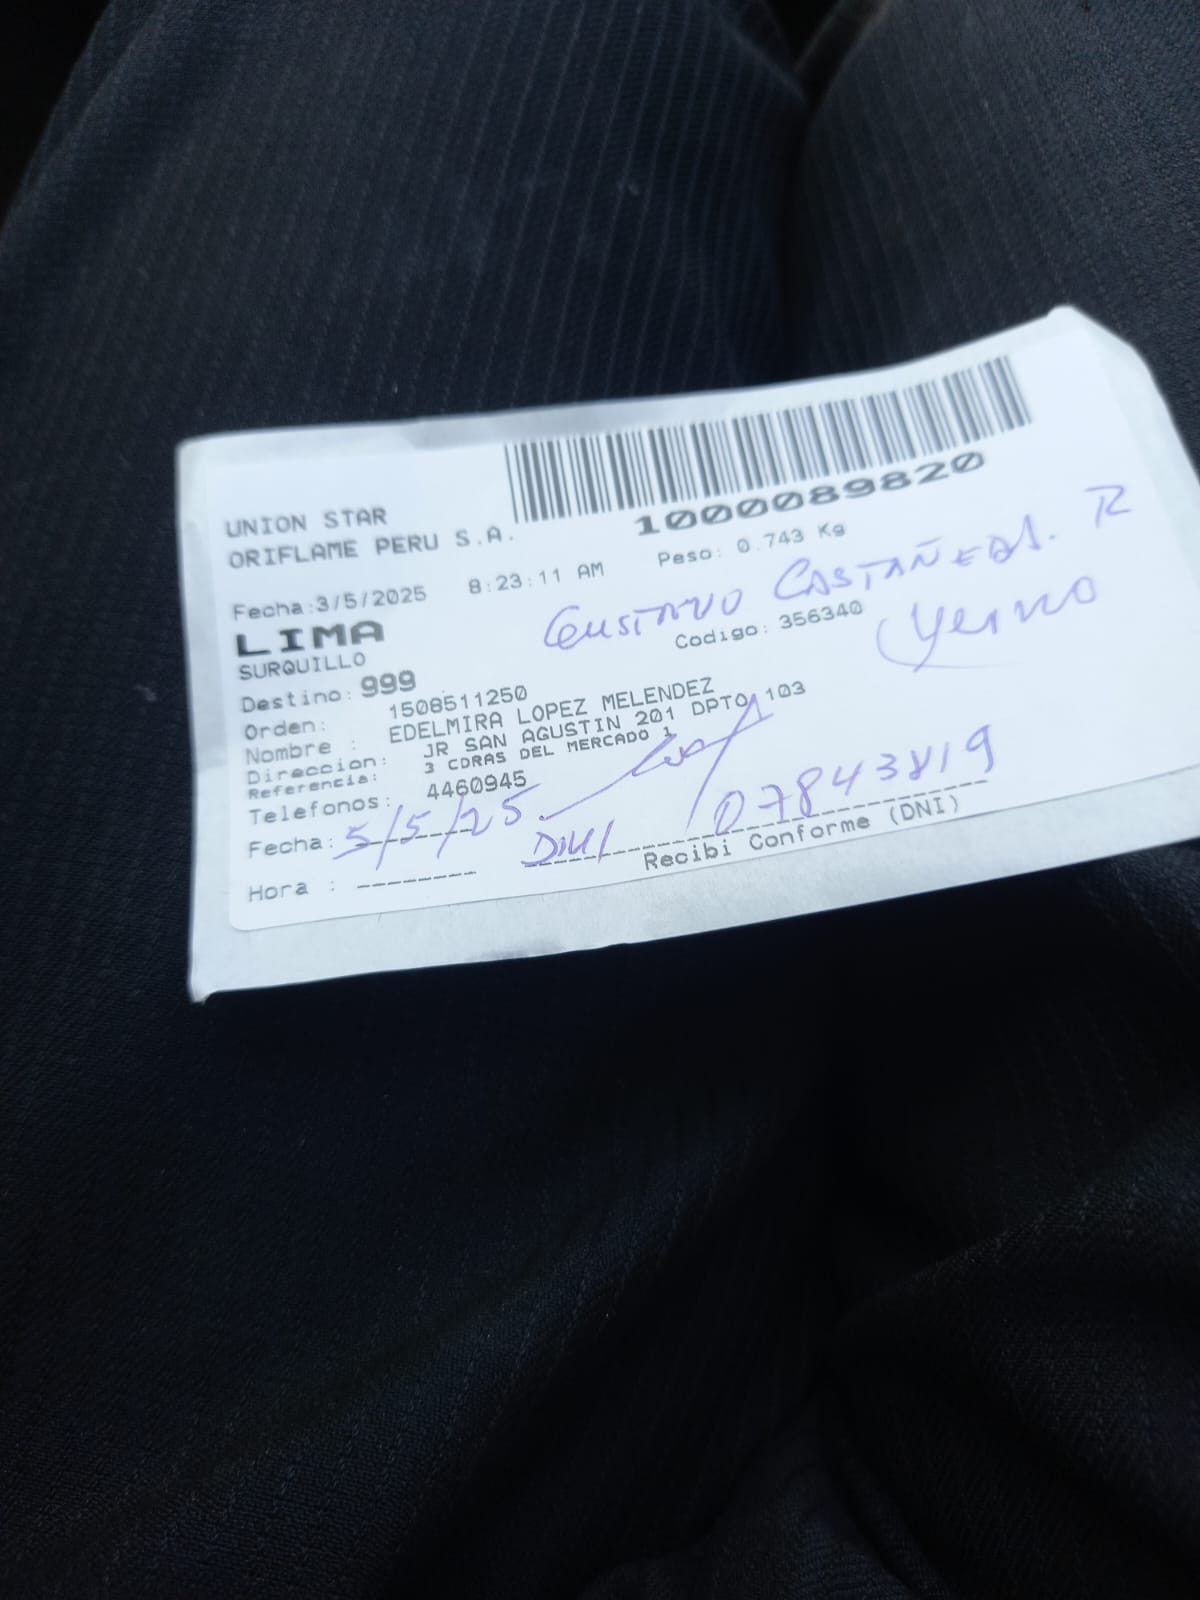 1000089820
UNION STAR
ORIFLAME PERU S.A.
Fecha:3/5/2025 8:23:11 AM Peso: 0.743 Kg
GUSTAVO CASTAÑEDA. R
LIMA
Codigo: 356340
Yerno
SURQUILLO
Destino: 999
Orden: 1508511250
Nombre : EDELMIRA LOPEZ MELENDEZ
Direccion: JR SAN AGUSTIN 201 DPTO 103
Referencia: 3 CDRAS DEL MERCADO 1
Telefonos: 4460945
Fecha: 5/5/25. DNI 07843819
Hora : Recibi Conforme (DNI)